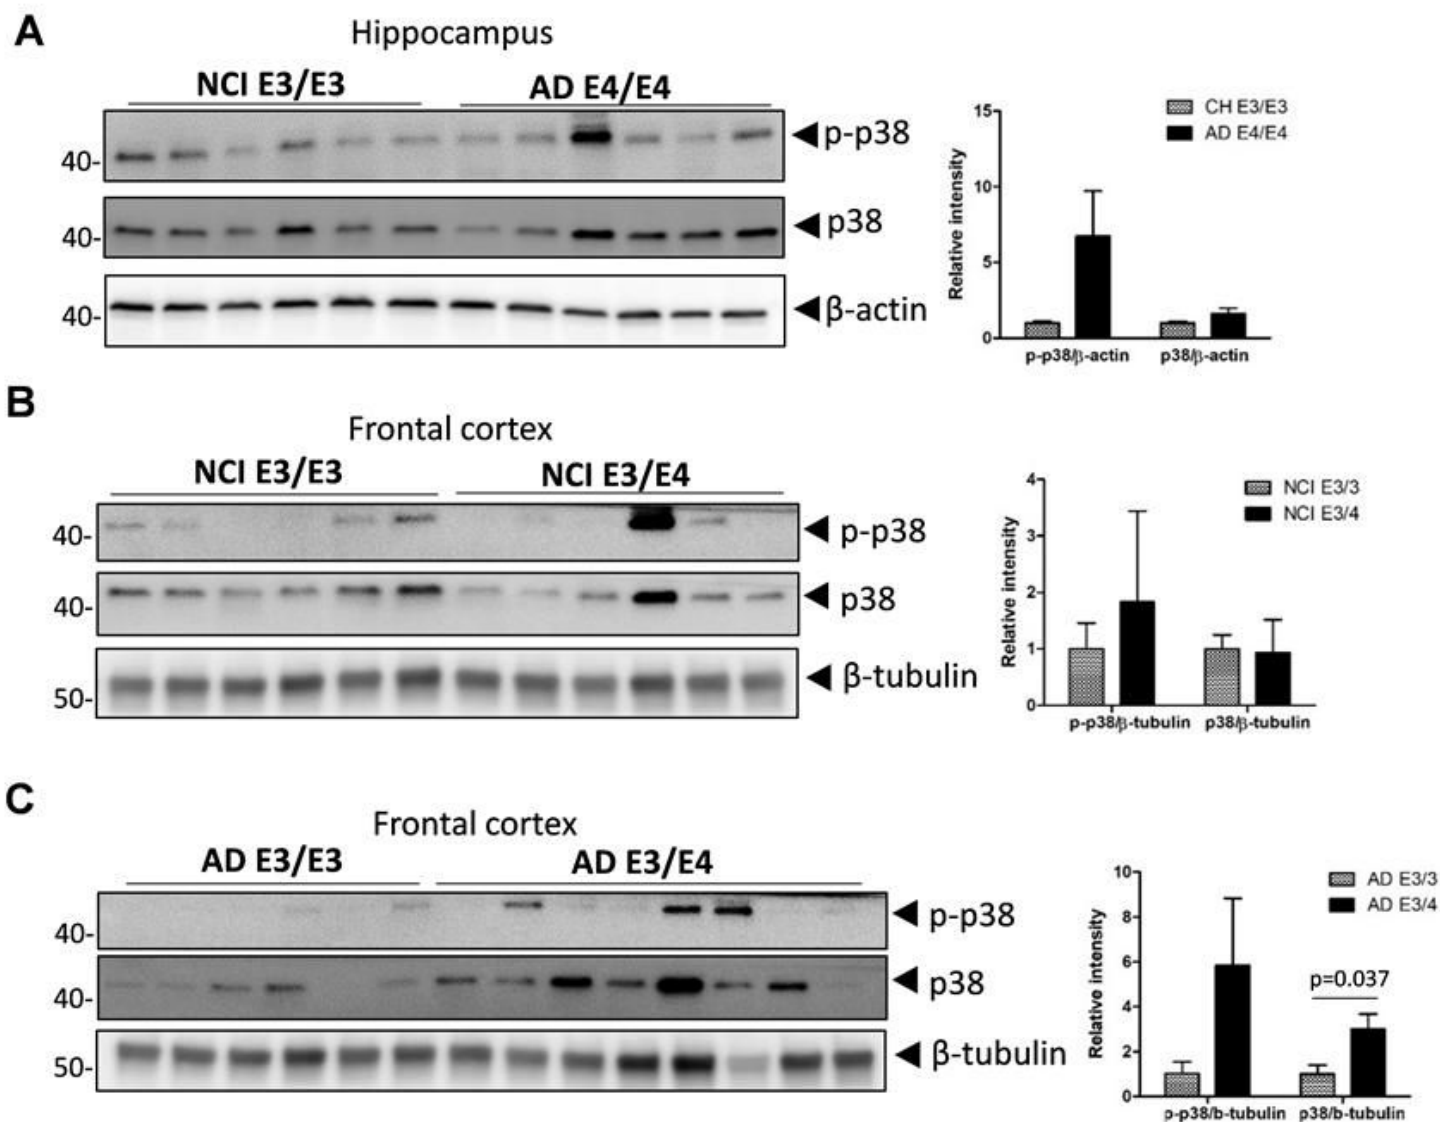 A
Hippocampus
NCI E3/E3
AD E4/E4
40-
p-p38
40-
p38
40-
β-actin
15
10
5
0
Relative intensity
CH E3/E3
AD E4/E4
p-p38/β-actin
p38/β-actin
B
Frontal cortex
NCI E3/E3
NCI E3/E4
40-
p-p38
40-
p38
50-
β-tubulin
4
3
2
1
0
Relative intensity
NCI E3/3
NCI E3/4
p-p38/β-tubulin
p38/β-tubulin
C
Frontal cortex
AD E3/E3
AD E3/E4
40-
p-p38
40-
p38
50-
β-tubulin
10
8
6
4
2
0
Relative intensity
AD E3/3
AD E3/4
p=0.037
p-p38/b-tubulin
p38/b-tubulin